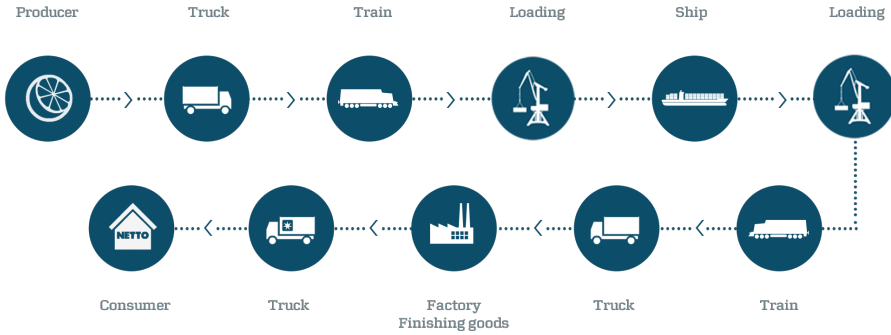 Producer
Truck
Train
Loading
Ship
Loading
NETTO
Consumer
Truck
Factory
Finishing goods
Truck
Train